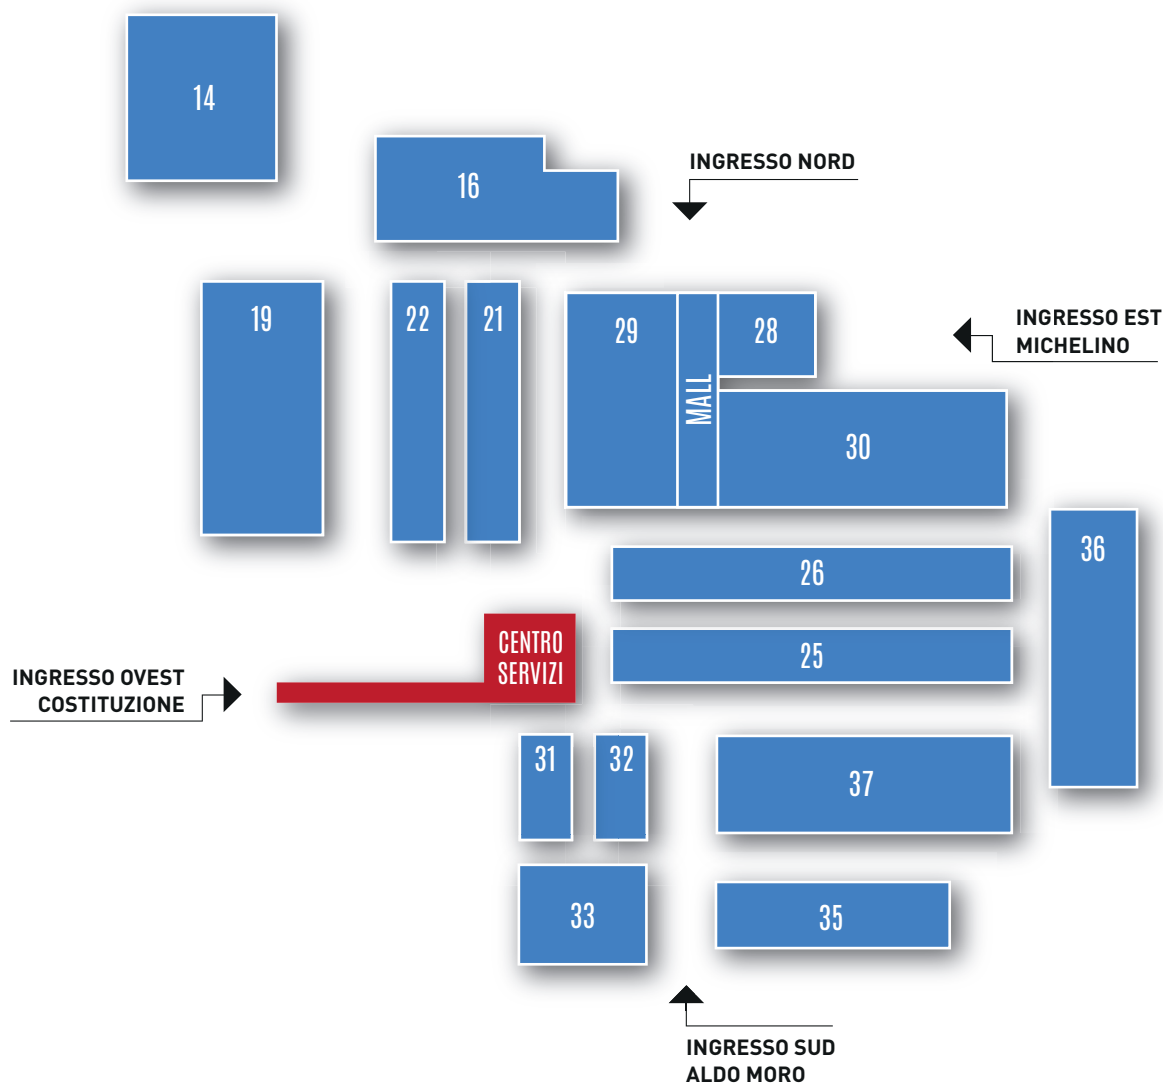 14
16
INGRESSO NORD
19
22
21
29
28
INGRESSO EST
MICHELINO
MALL
30
36
26
25
CENTRO
SERVIZI
INGRESSO OVEST
COSTITUZIONE
31
32
37
33
35
INGRESSO SUD
ALDO MORO